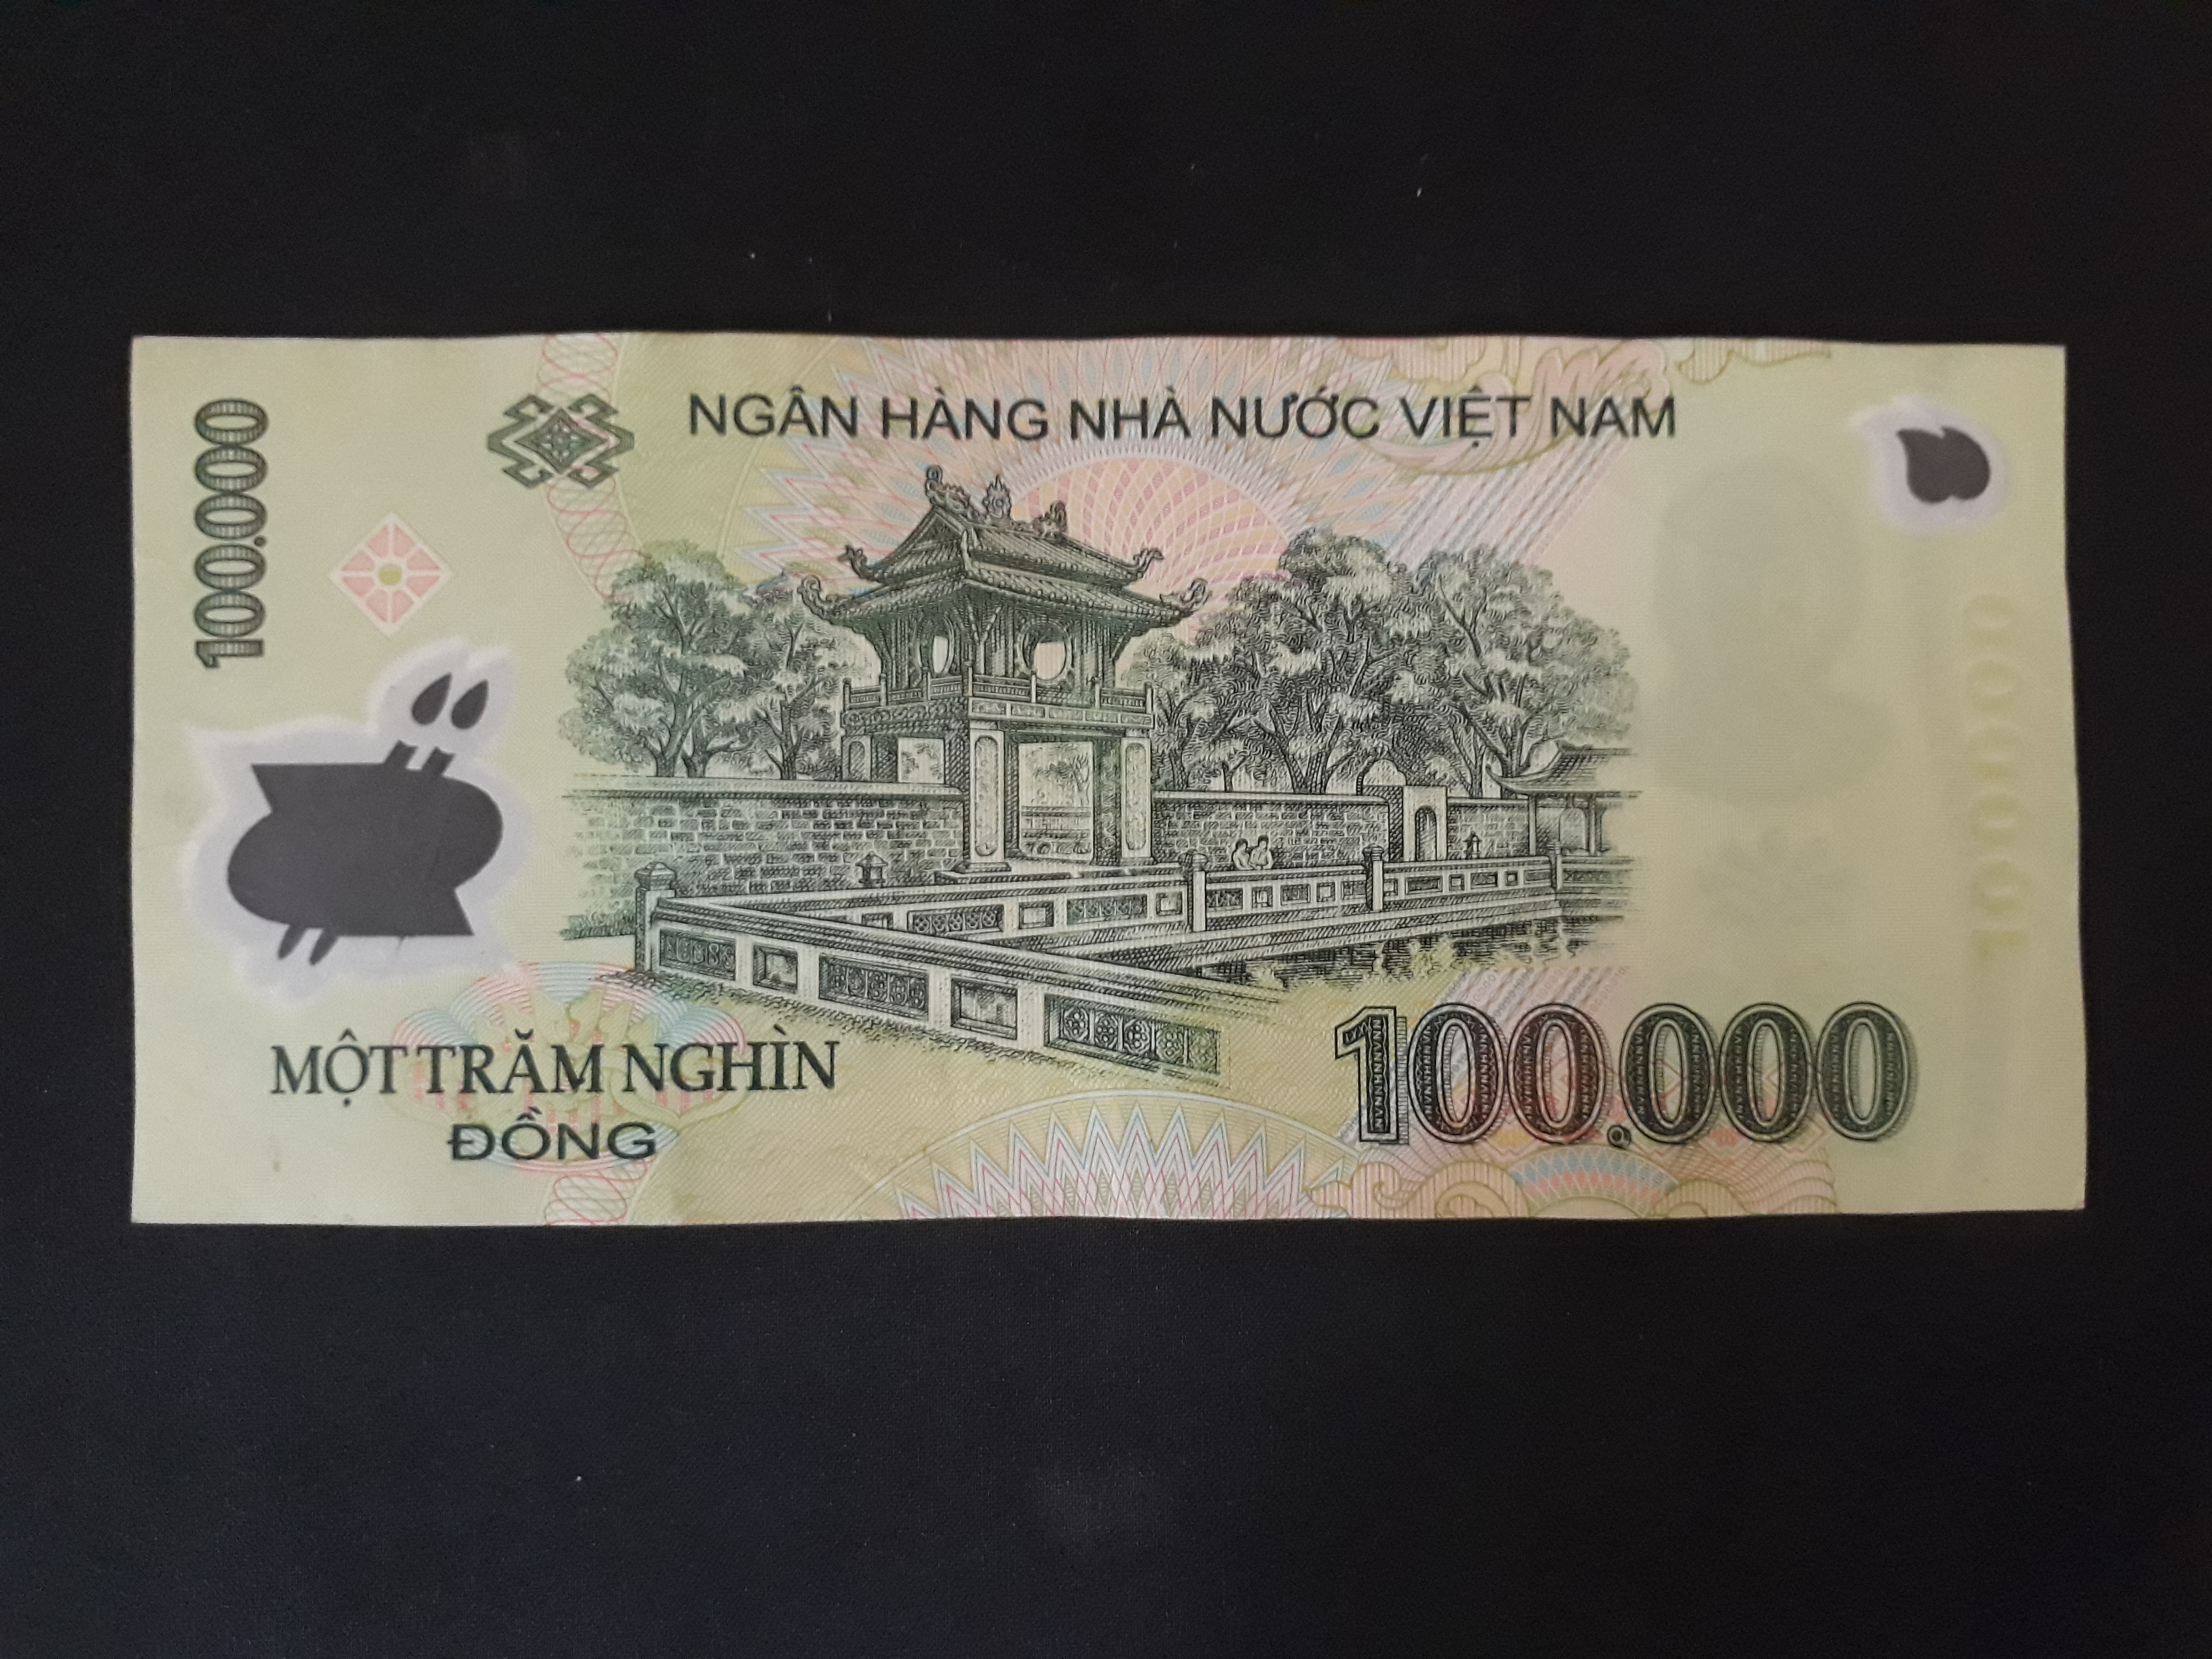 100.000
NGÂN HÀNG NHÀ NƯỚC VIỆT NAM
MỘT TRĂM NGHÌN
ĐỒNG
100.000